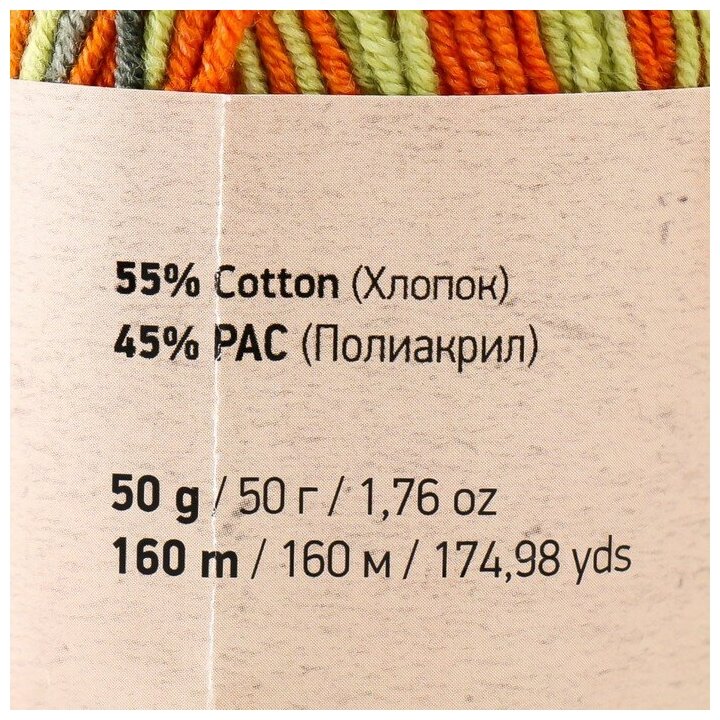 55% Cotton (Хлопок)
45% PAC (Полиакрил)
50 g / 50 г / 1,76 oz
160 m / 160 м / 174,98 yds